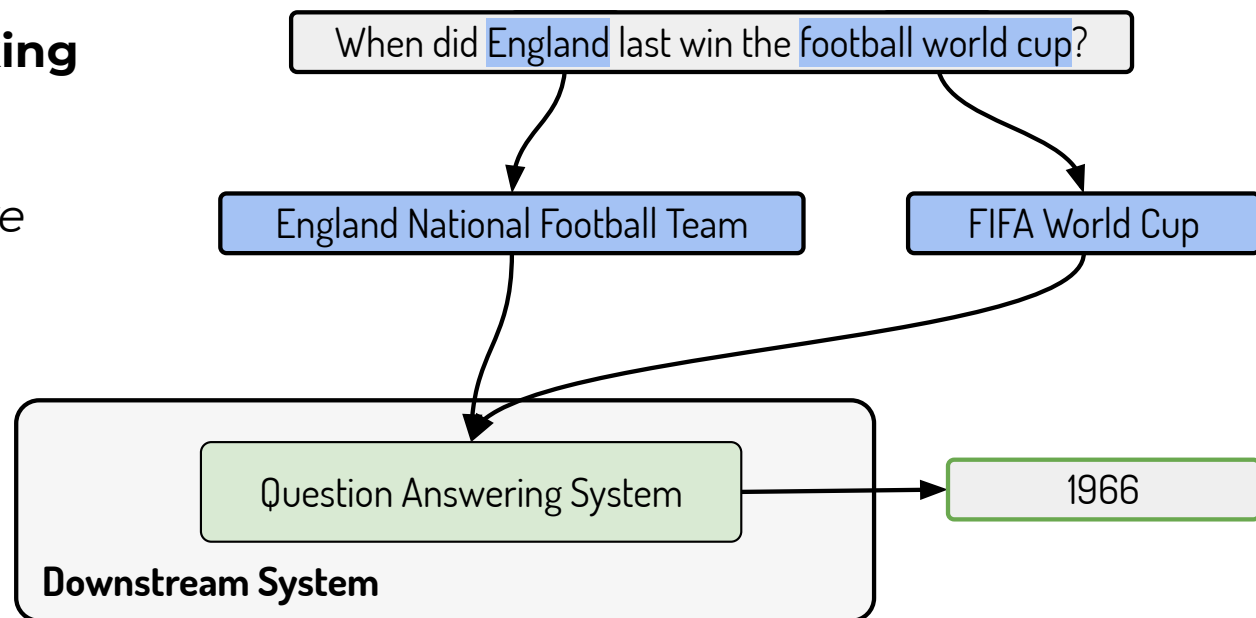 ing
When did England last win the football world cup?
e
England National Football Team
FIFA World Cup
Question Answering System
1966
Downstream System